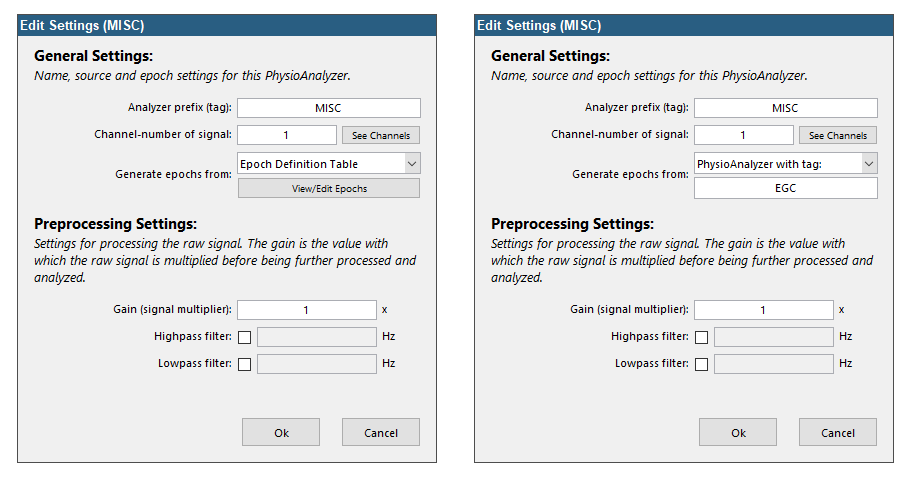 Edit Settings (MISC)
General Settings:
Name, source and epoch settings for this PhysioAnalyzer.
Analyzer prefix (tag): MISC
Channel-number of signal: 1 See Channels
Generate epochs from: Epoch Definition Table
View/Edit Epochs
Preprocessing Settings:
Settings for processing the raw signal. The gain is the value with
which the raw signal is multiplied before being further processed and
analyzed.
Gain (signal multiplier): 1 x
Highpass filter: Hz
Lowpass filter: Hz
Ok Cancel
Edit Settings (MISC)
General Settings:
Name, source and epoch settings for this PhysioAnalyzer.
Analyzer prefix (tag): MISC
Channel-number of signal: 1 See Channels
Generate epochs from: PhysioAnalyzer with tag:
EGC
Preprocessing Settings:
Settings for processing the raw signal. The gain is the value with
which the raw signal is multiplied before being further processed and
analyzed.
Gain (signal multiplier): 1 x
Highpass filter: Hz
Lowpass filter: Hz
Ok Cancel